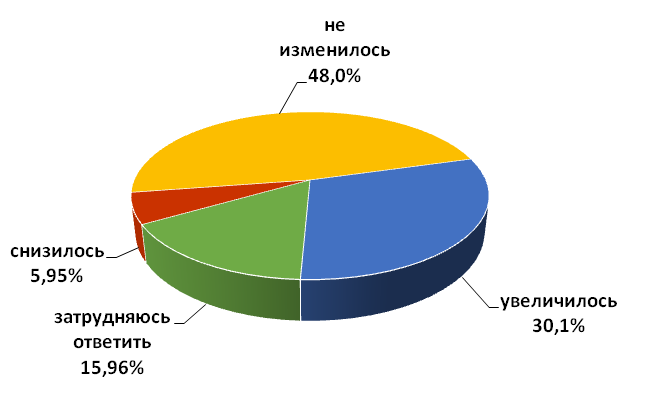 не
изменилось
48,0%
снизилось
5,95%
увеличилось
30,1%
затрудняюсь
ответить
15,96%